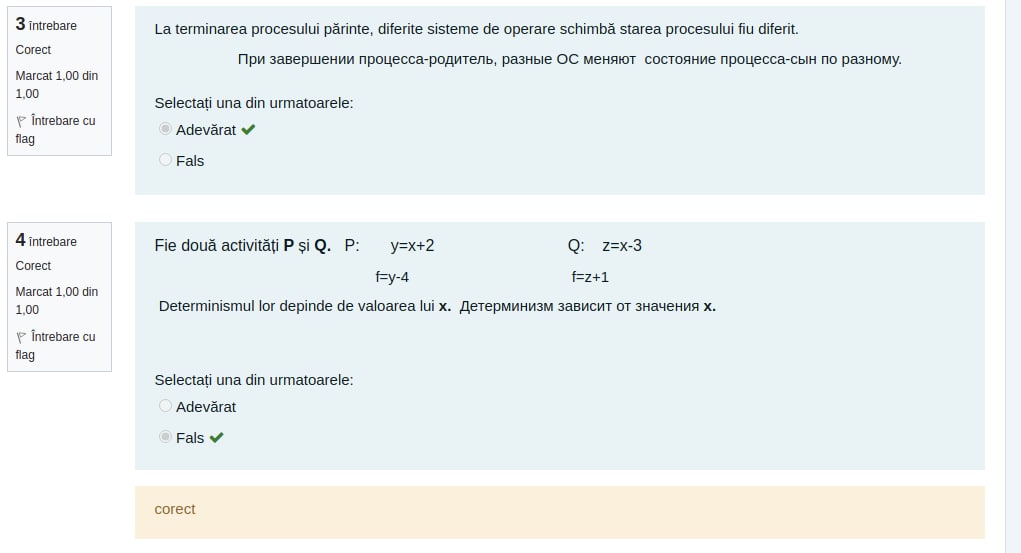 3 întrebare
Corect
Marcat 1,00 din
1,00
Întrebare cu
flag
La terminarea procesului părinte, diferite sisteme de operare schimbă starea procesului fiu diferit.
При завершении процесса-родитель, разные ОС меняют состояние процесса-сын по разному.
Selectați una din urmatoarele:
Adevărat
Fals
4 întrebare
Corect
Marcat 1,00 din
1,00
Întrebare cu
flag
Fie două activități P și Q. P: y=x+2 Q: z=x-3
f=y-4 f=z+1
Determinismul lor depinde de valoarea lui x. Детерминизм зависит от значения x.
Selectați una din urmatoarele:
Adevărat
Fals
corect